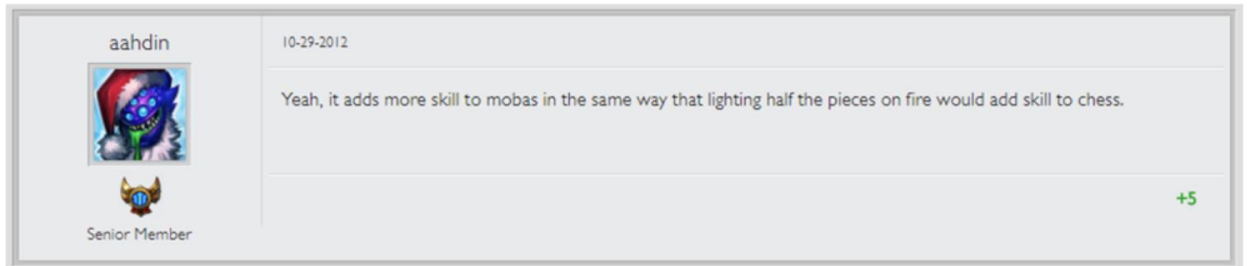 aahdin
10-29-2012
Yeah, it adds more skill to mobas in the same way that lighting half the pieces on fire would add skill to chess.
+5
Senior Member